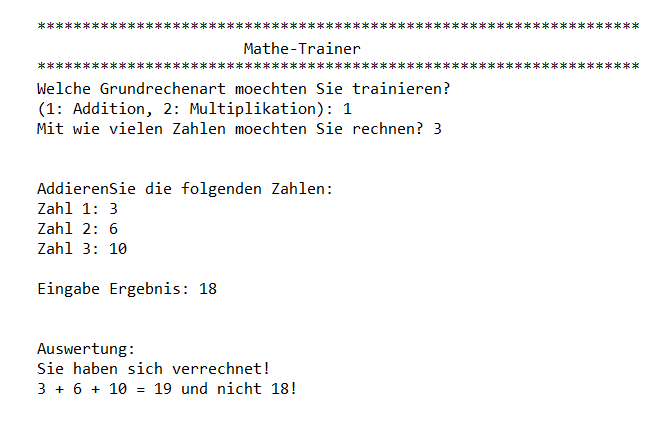 *******************************************************************
Mathe-Trainer
*******************************************************************
Welche Grundrechenart moechten Sie trainieren?
(1: Addition, 2: Multiplikation): 1
Mit wie vielen Zahlen moechten Sie rechnen? 3
AddierenSie die folgenden Zahlen:
Zahl 1: 3
Zahl 2: 6
Zahl 3: 10
Eingabe Ergebnis: 18
Auswertung:
Sie haben sich verrechnet!
3 + 6 + 10 = 19 und nicht 18!